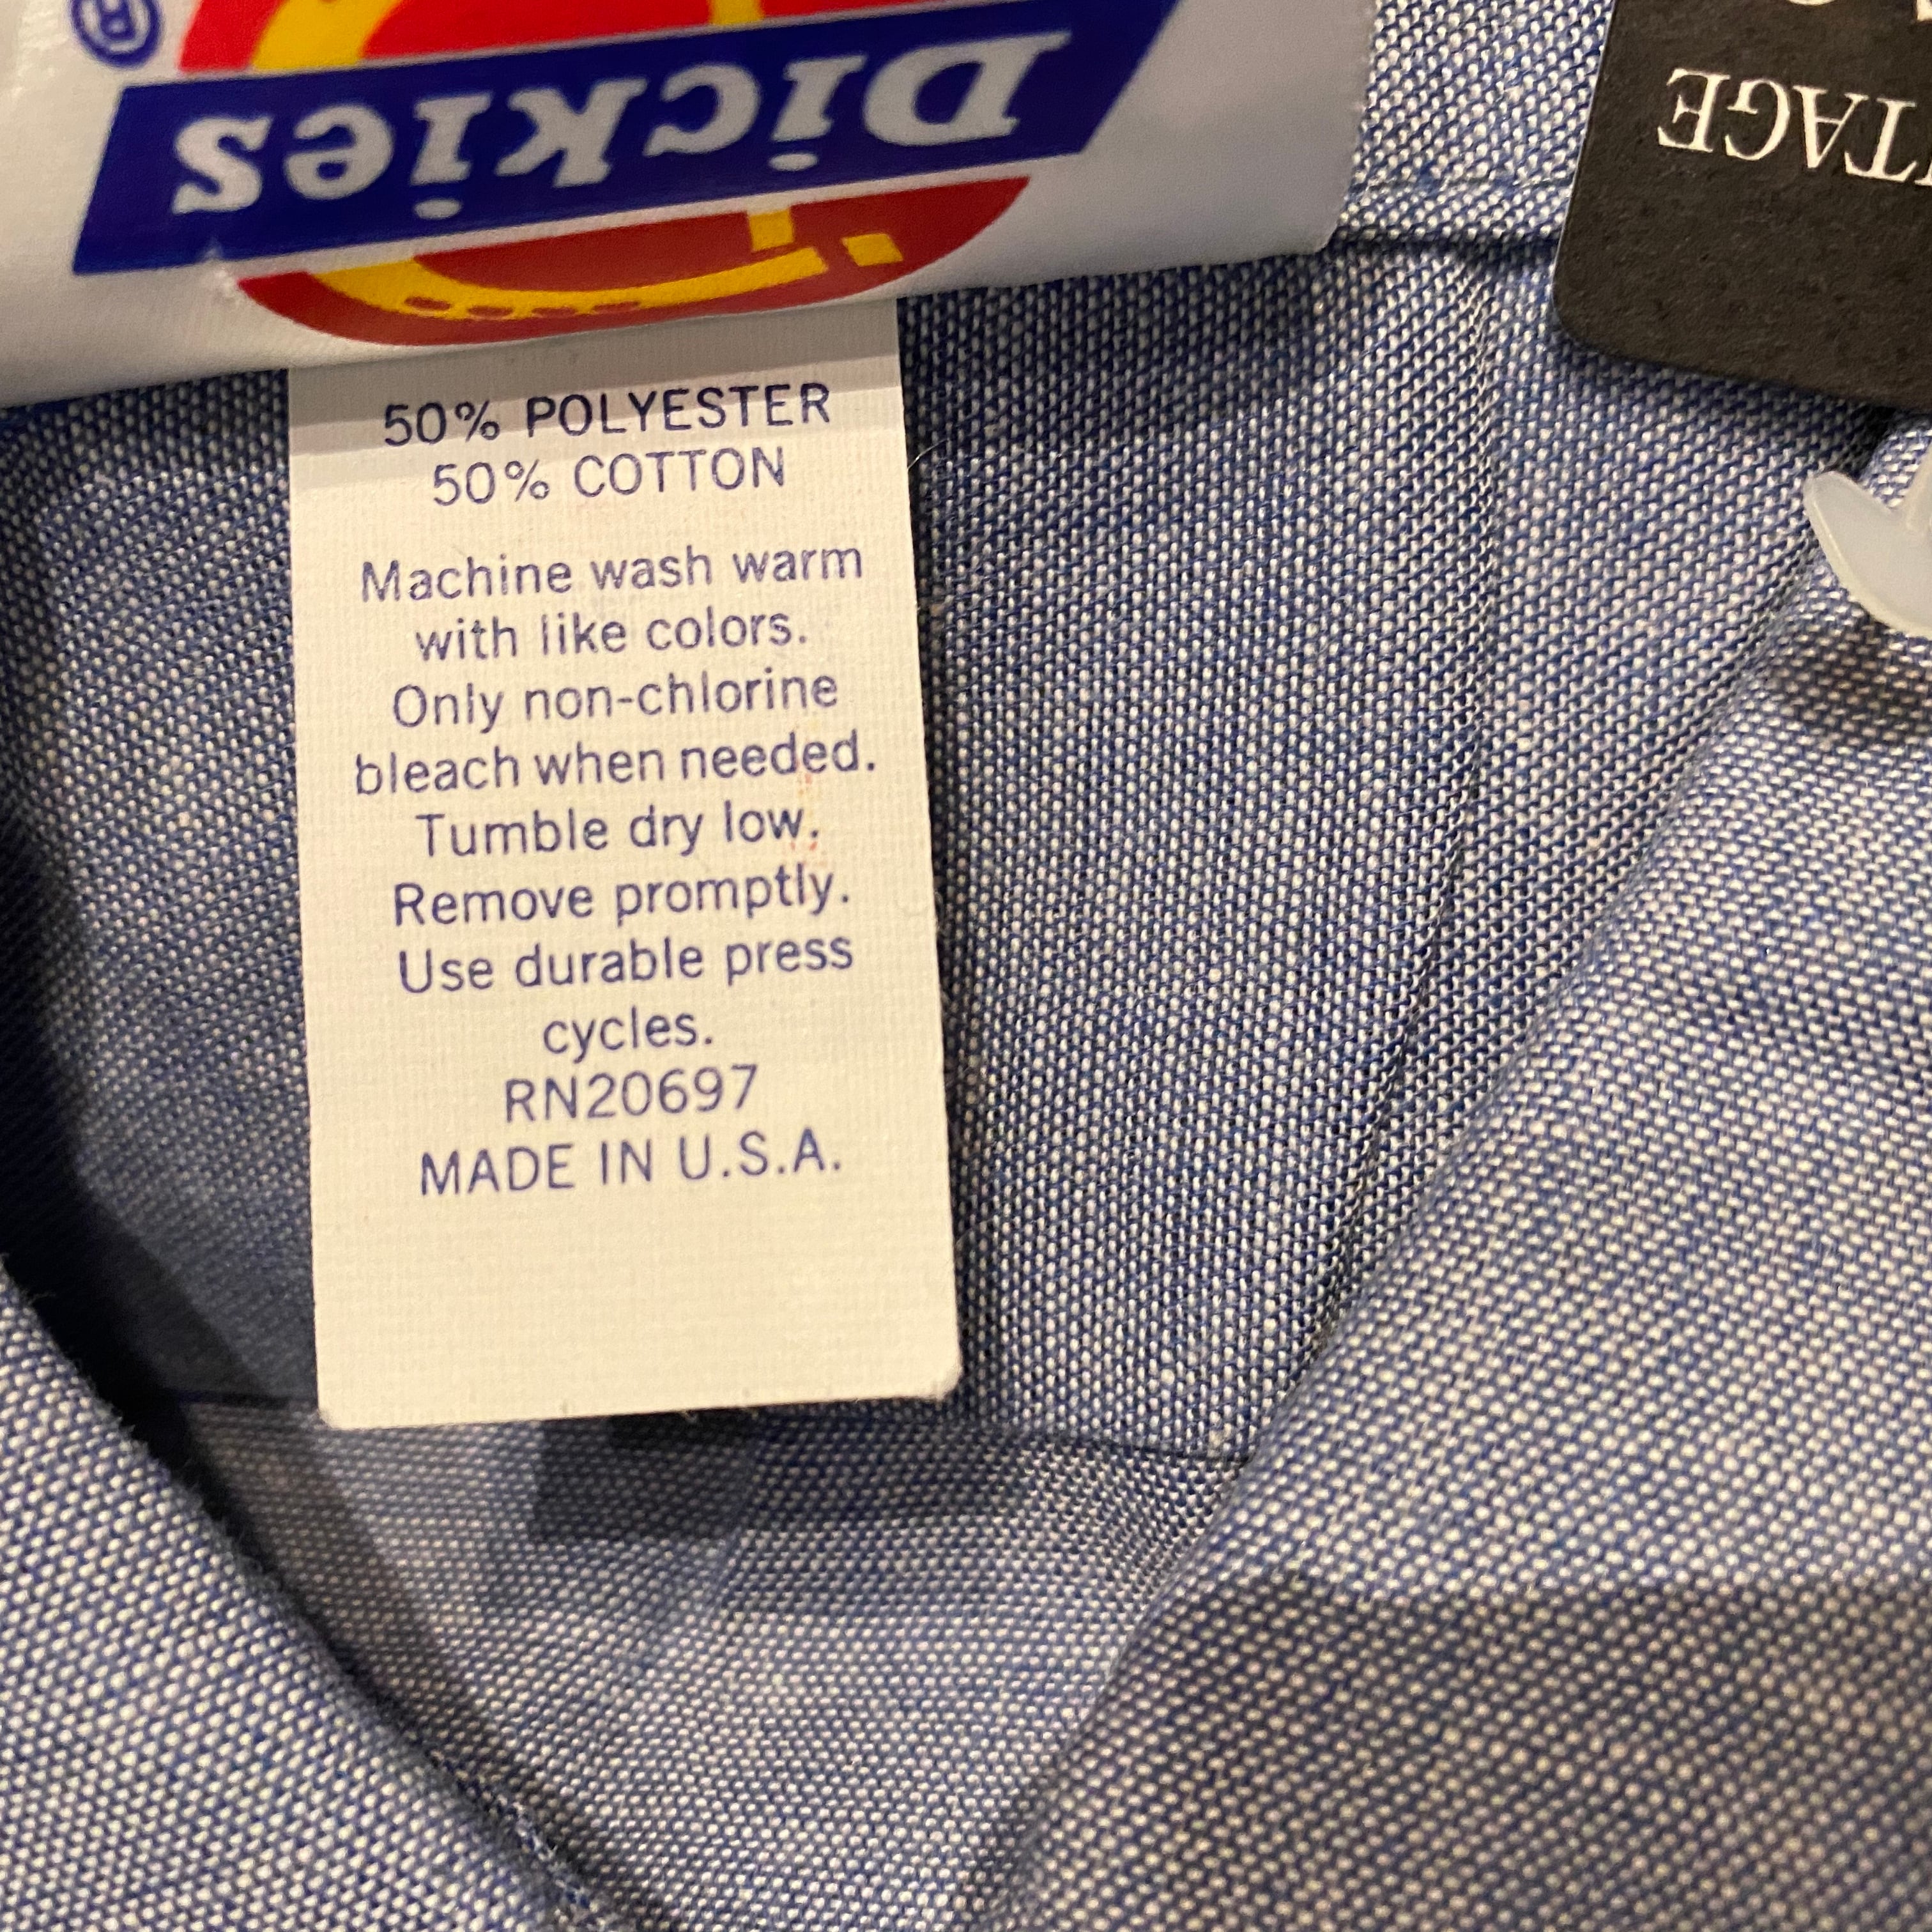 ®
Dickies
TAGE
50% POLYESTER
50% COTTON
Machine wash warm
with like colors.
Only non-chlorine
bleach when needed.
Tumble dry low.
Remove promptly.
Use durable press
cycles.
RN20697
MADE IN U.S.A.